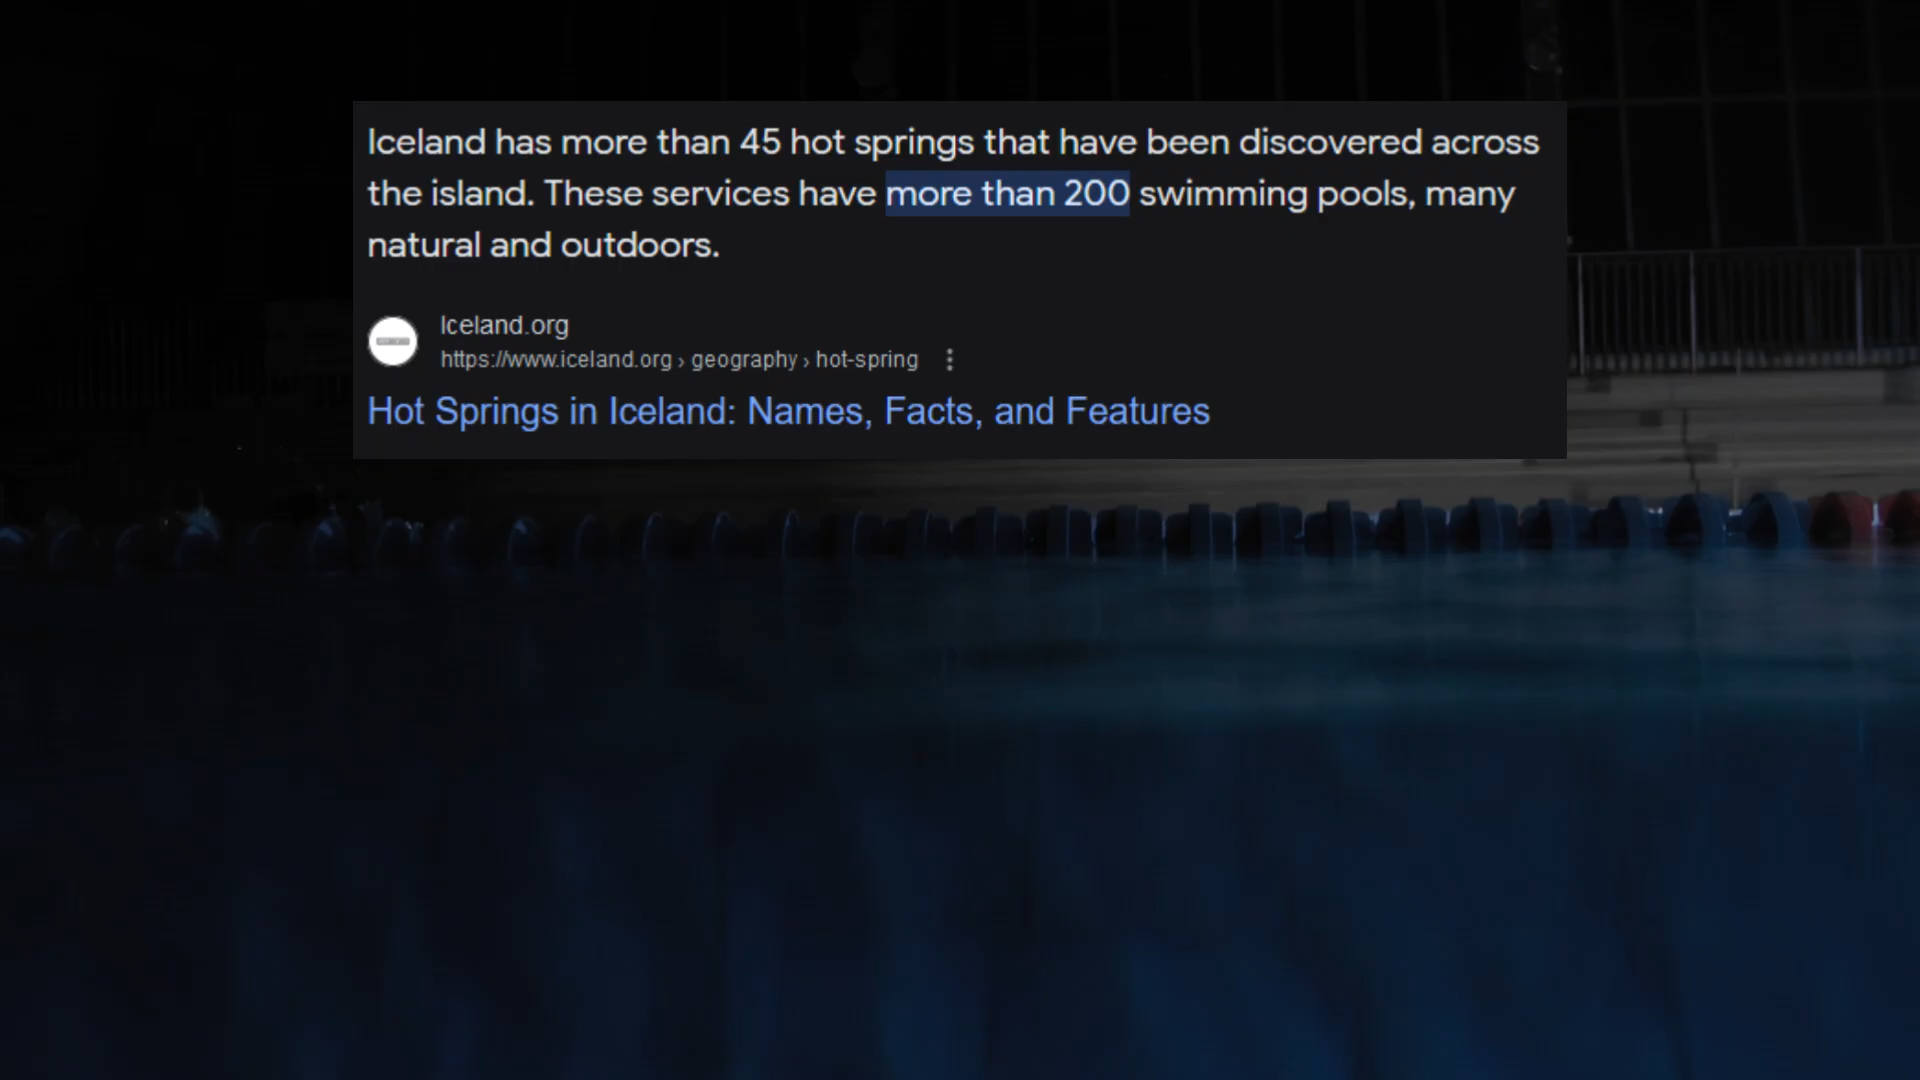 Iceland has more than 45 hot springs that have been discovered across
the island. These services have more than 200 swimming pools, many
natural and outdoors.
Iceland.org
https://www.iceland.org › geography › hot-spring
Hot Springs in Iceland: Names, Facts, and Features